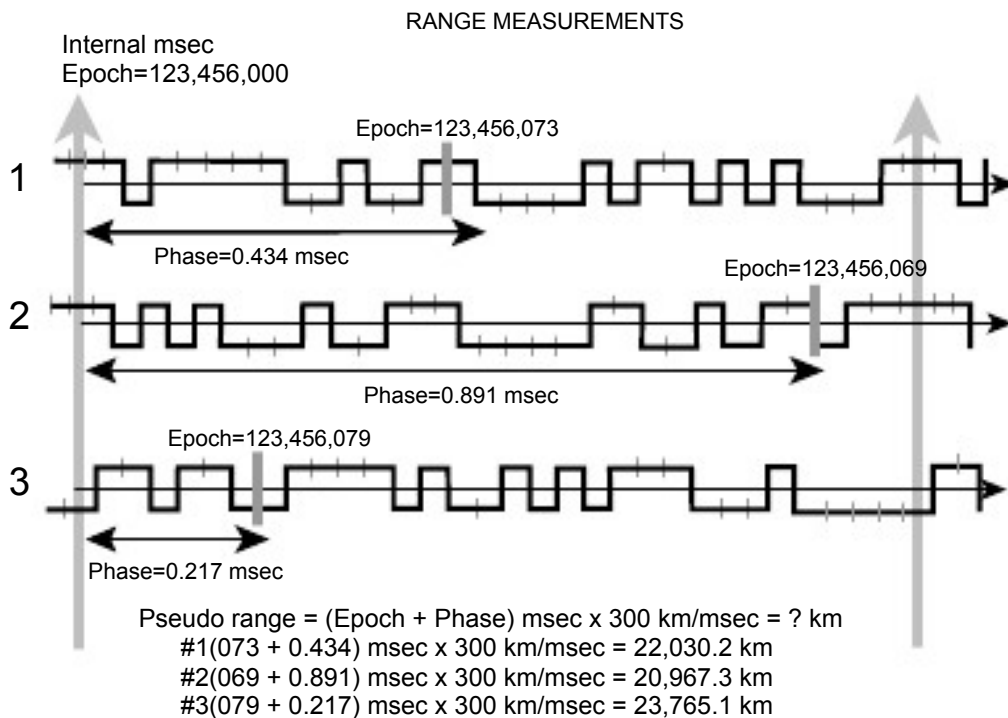 RANGE MEASUREMENTS
Internal msec
Epoch=123,456,000
Epoch=123,456,073
1
Phase=0.434 msec
Epoch=123,456,069
2
Phase=0.891 msec
Epoch=123,456,079
3
Phase=0.217 msec
Pseudo range = (Epoch + Phase) msec x 300 km/msec = ? km
#1(073 + 0.434) msec x 300 km/msec = 22,030.2 km
#2(069 + 0.891) msec x 300 km/msec = 20,967.3 km
#3(079 + 0.217) msec x 300 km/msec = 23,765.1 km